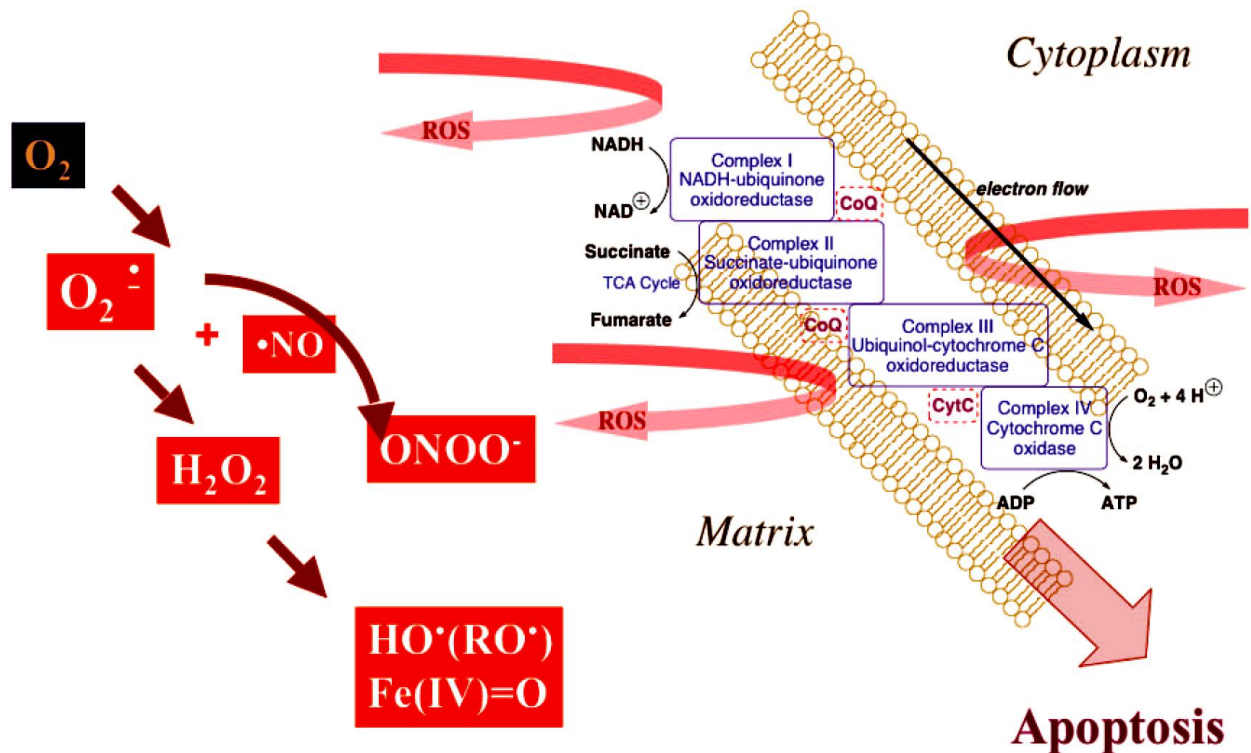 O₂
O₂•̲
+
•NO
H₂O₂
ONOO⁻
HO•(RO•)
Fe(IV)=O
Cytoplasm
ROS
NADH
NAD⊕
Complex I
NADH-ubiquinone
oxidoreductase
CoQ
electron flow
Succinate
TCA Cycle
Fumarate
Complex II
Succinate-ubiquinone
oxidoreductase
ROS
CoQ
Complex III
Ubiquinol-cytochrome C
oxidoreductase
ROS
CytC
Complex IV
Cytochrome C
oxidase
O₂ + 4 H⊕
2 H₂O
ADP
ATP
Matrix
Apoptosis